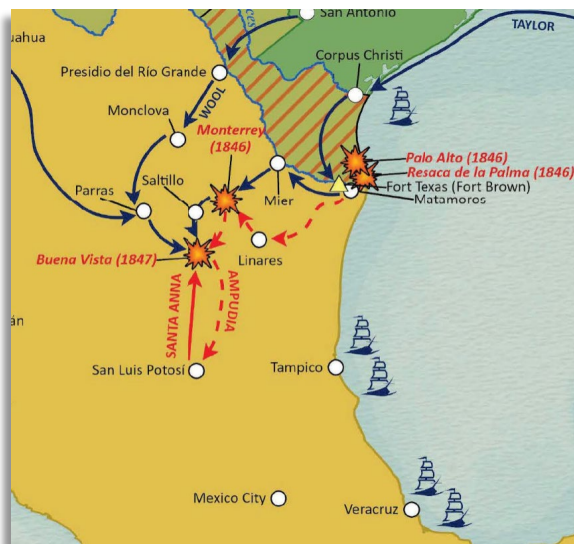 San Antonio
TAYLOR
uahua
Corpus Christi
Presidio del Río Grande
WOOL
Monclova
Monterrey
(1846)
Palo Alto (1846)
Resaca de la Palma (1846)
Fort Texas (Fort Brown)
Matamoros
Saltillo
Mier
Parras
Linares
Buena Vista (1847)
AMPUDIA
SANTA ANNA
án
San Luis Potosí
Tampico
Mexico City
Veracruz